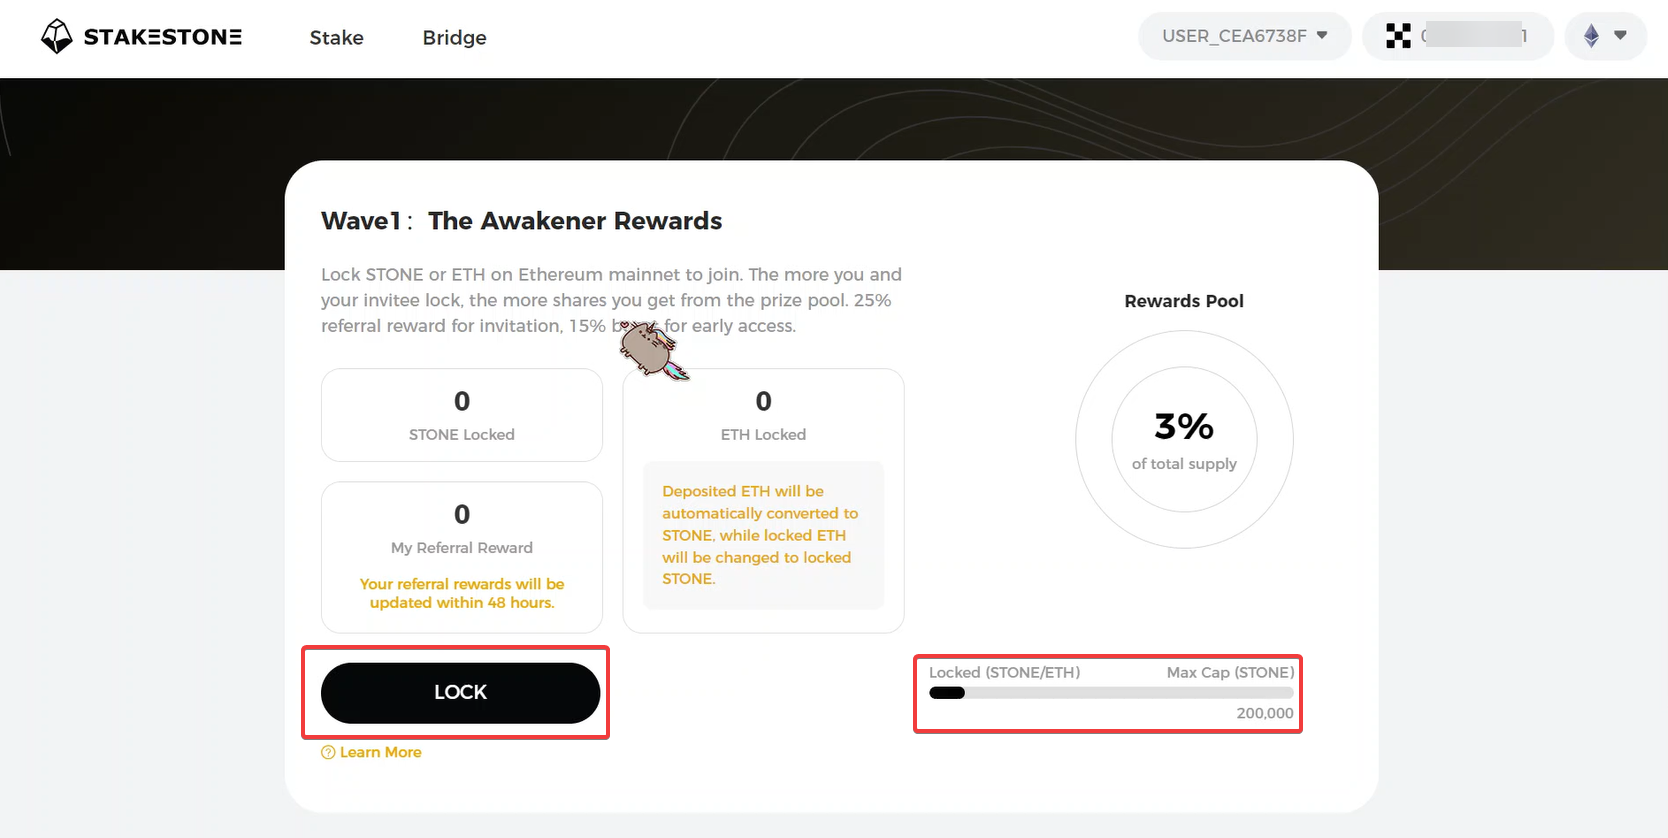 STAKESTONE
Stake
Bridge
USER_CEA6738F
Wave1: The Awakener Rewards
Lock STONE or ETH on Ethereum mainnet to join. The more you and
your invitee lock, the more shares you get from the prize pool. 25%
referral reward for invitation, 15% for early access.
0
STONE Locked
0
My Referral Reward
Your referral rewards will be
updated within 48 hours.
0
ETH Locked
Deposited ETH will be
automatically converted to
STONE, while locked ETH
will be changed to locked
STONE.
Rewards Pool
3%
of total supply
LOCK
Learn More
Locked (STONE/ETH)
Max Cap (STONE)
200,000